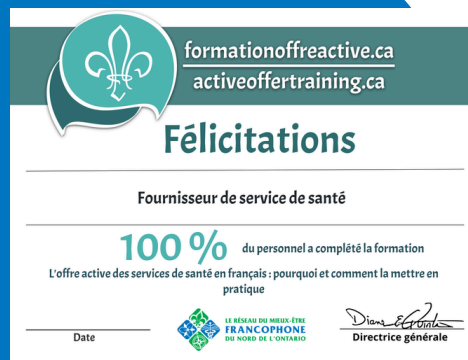 formationoffreactive.ca
activeoffertraining.ca
Félicitations
Fournisseur de service de santé
100 % du personnel a complété la formation
L'offre active des services de santé en français : pourquoi et comment la mettre en
pratique
LE RÉSEAU DU MIEUX-ÊTRE
FRANCOPHONE
DU NORD DE L'ONTARIO
Date
Directrice générale